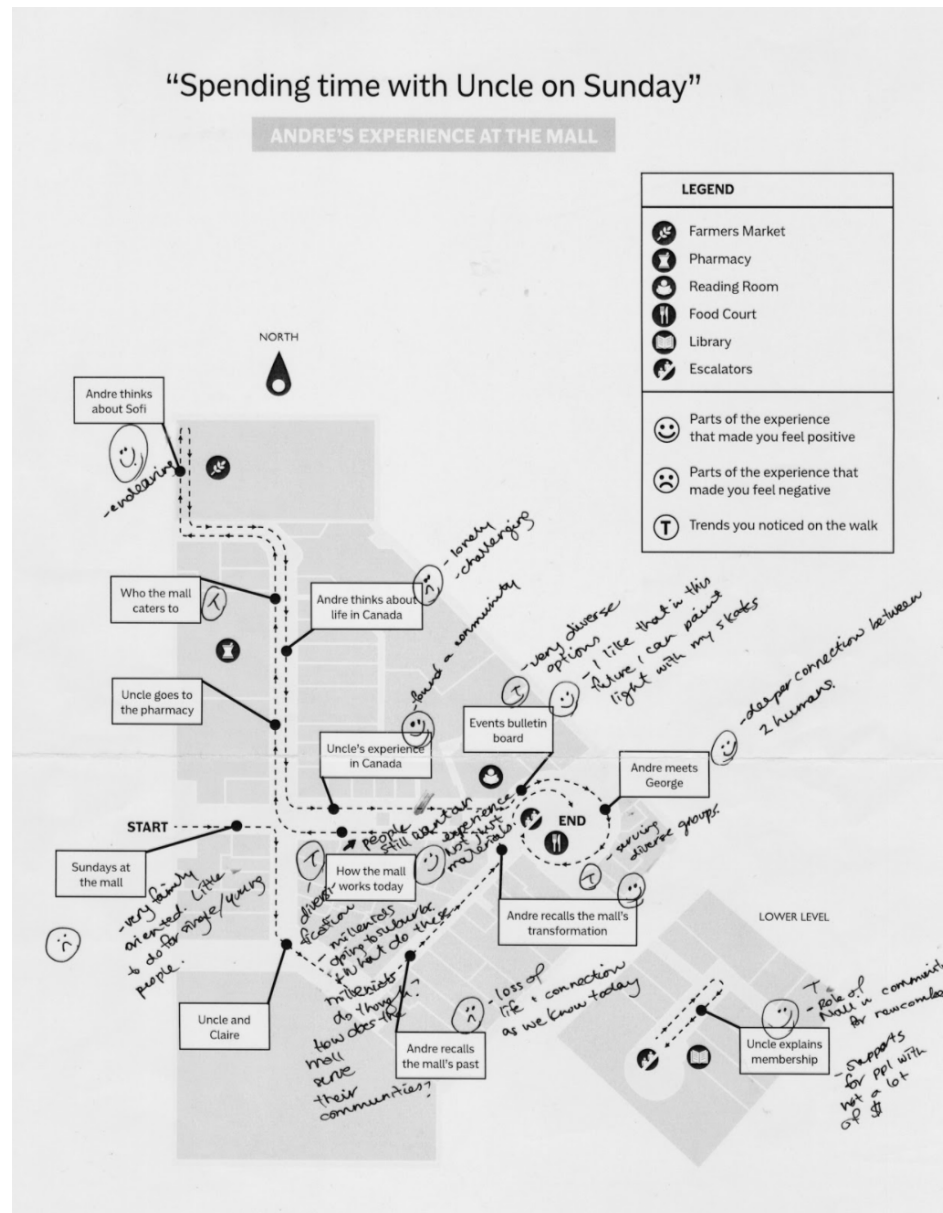 “Spending time with Uncle on Sunday”
ANDRE’S EXPERIENCE AT THE MALL
LEGEND
Farmers Market
Pharmacy
Reading Room
Food Court
Library
Escalators
Parts of the experience
that made you feel positive
Parts of the experience that
made you feel negative
T
Trends you noticed on the walk
NORTH
Andre thinks
about Sofi
-endearing
Who the mall
caters to
T
Andre thinks about
life in Canada
- lonely
- challenging
Uncle goes to
the pharmacy
Uncle’s experience
in Canada
- found a community
Events bulletin
board
T
- very diverse
options
- I like that in this
future, I can paint
light with my skates
Andre meets
George
- deeper connection between
2 humans.
START
END
Sundays at
the mall
- very family
oriented. Little
to do for single/young
people.
How the mall
works today
T
people
still want an
experience
not just
materials.
- diversi-
fication
- millenials
going to suburbs
what do these
millenials
do though?
How does the
mall
serve
their
communities?
Andre recalls the mall’s
transformation
T
- serving
diverse groups.
Uncle and
Claire
Andre recalls
the mall’s past
- loss of
life + connection
as we know today
LOWER LEVEL
Uncle explains
membership
T
- Role of
Mall in
for
- supports
for ppl with
not a lot
of $